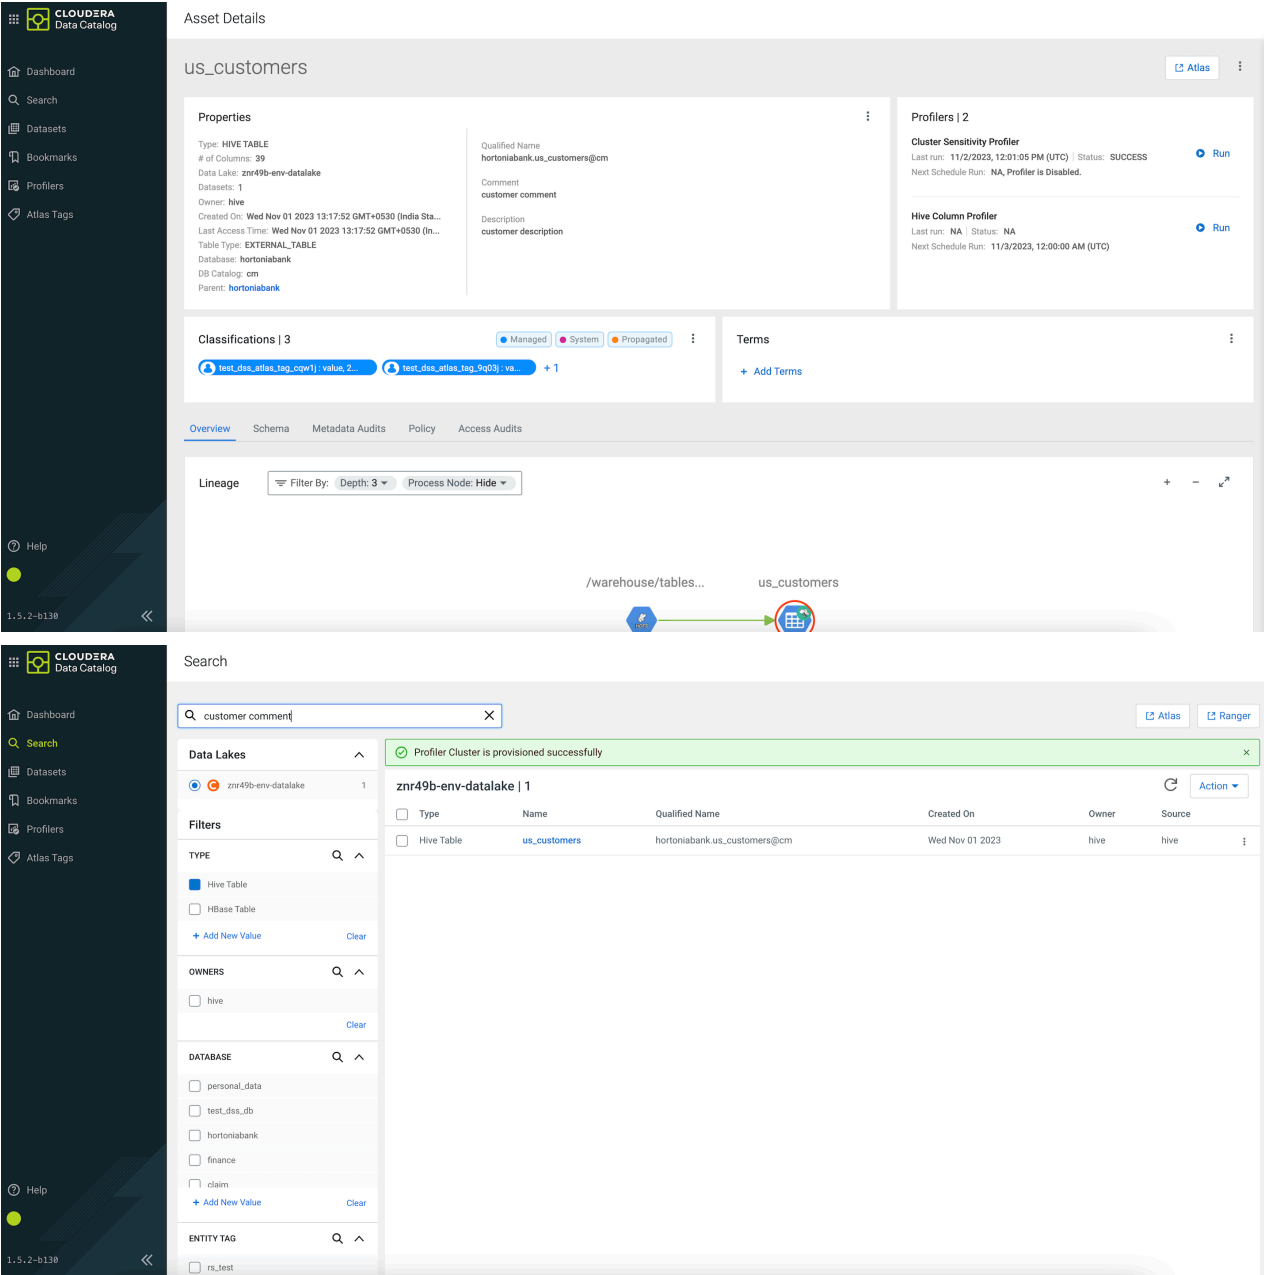 CLOUDERA
Data Catalog
Asset Details
Dashboard
Search
Datasets
Bookmarks
Profilers
Atlas Tags
Help
1.5.2-b130
us_customers
Atlas
Properties
Type: HIVE TABLE
# of Columns: 39
Data Lake: znr49b-env-datalake
Datasets: 1
Owner: hive
Created On: Wed Nov 01 2023 13:17:52 GMT+0530 (India Sta...
Last Access Time: Wed Nov 01 2023 13:17:52 GMT+0530 (In...
Table Type: EXTERNAL_TABLE
Database: hortoniabank
DB Catalog: cm
Parent: hortoniabank
Qualified Name
hortoniabank.us_customers@cm
Comment
customer comment
Description
customer description
Profilers | 2
Cluster Sensitivity Profiler
Last run: 11/2/2023, 12:01:05 PM (UTC) | Status: SUCCESS
Next Schedule Run: NA, Profiler is Disabled.
Run
Hive Column Profiler
Last run: NA | Status: NA
Next Schedule Run: 11/3/2023, 12:00:00 AM (UTC)
Run
Classifications | 3
Managed
System
Propagated
test_dss_atlas_tag_cqw1j : value, 2...
test_dss_atlas_tag_9q03j : va...
+ 1
Terms
+ Add Terms
Overview
Schema
Metadata Audits
Policy
Access Audits
Lineage
Filter By: Depth: 3 Process Node: Hide
/warehouse/tables...
us_customers
CLOUDERA
Data Catalog
Search
Dashboard
Search
Datasets
Bookmarks
Profilers
Atlas Tags
Help
1.5.2-b130
customer comment
Atlas
Ranger
Data Lakes
znr49b-env-datalake 1
Filters
TYPE
Hive Table
HBase Table
+ Add New Value Clear
OWNERS
hive
Clear
DATABASE
personal_data
test_dss_db
hortoniabank
finance
claim
+ Add New Value Clear
ENTITY TAG
rs_test
Profiler Cluster is provisioned successfully
znr49b-env-datalake | 1
Action
Type Name Qualified Name Created On Owner Source
Hive Table us_customers hortoniabank.us_customers@cm Wed Nov 01 2023 hive hive